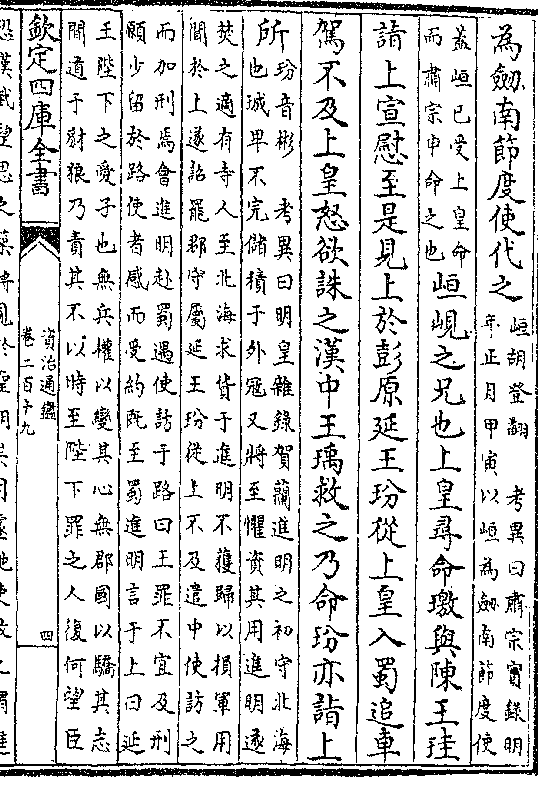 為劔南節度使代之
峘胡登翻　考異曰肅宗實錄明
年正月甲寅以峘為劔南節度使
蓋峘已受上皇命
而肅宗申命之也
峘峴之兄也上皇尋命璬與陳王珪
詣上宣慰至是見上於彭原延王玢從上皇入蜀追車
駕不及上皇怒欲誅之漢中王瑀救之乃命玢亦詣上
所
玢音彬　考異曰明皇雜錄賀蘭進明之初守北海
也城卑不完儲積于外冦又將至懼資其用進明遂
焚之適有寺人至北海求貨于進明不獲歸以損軍用
聞於上遂詔罷郡守屬延王玢從上不及遣中使訪之
而加刑焉會進明赴蜀遇使訪于路曰王罪不宜及刑
願少留於路使者感而受約旣至蜀進明言于上曰延
王陛下之愛子也無兵權以變其心無郡國以驕其志
間道于豺狼乃責其不以時至陛下罪之人復何望臣
欽定四庫全書
資治通鑑
卷二百十九
四